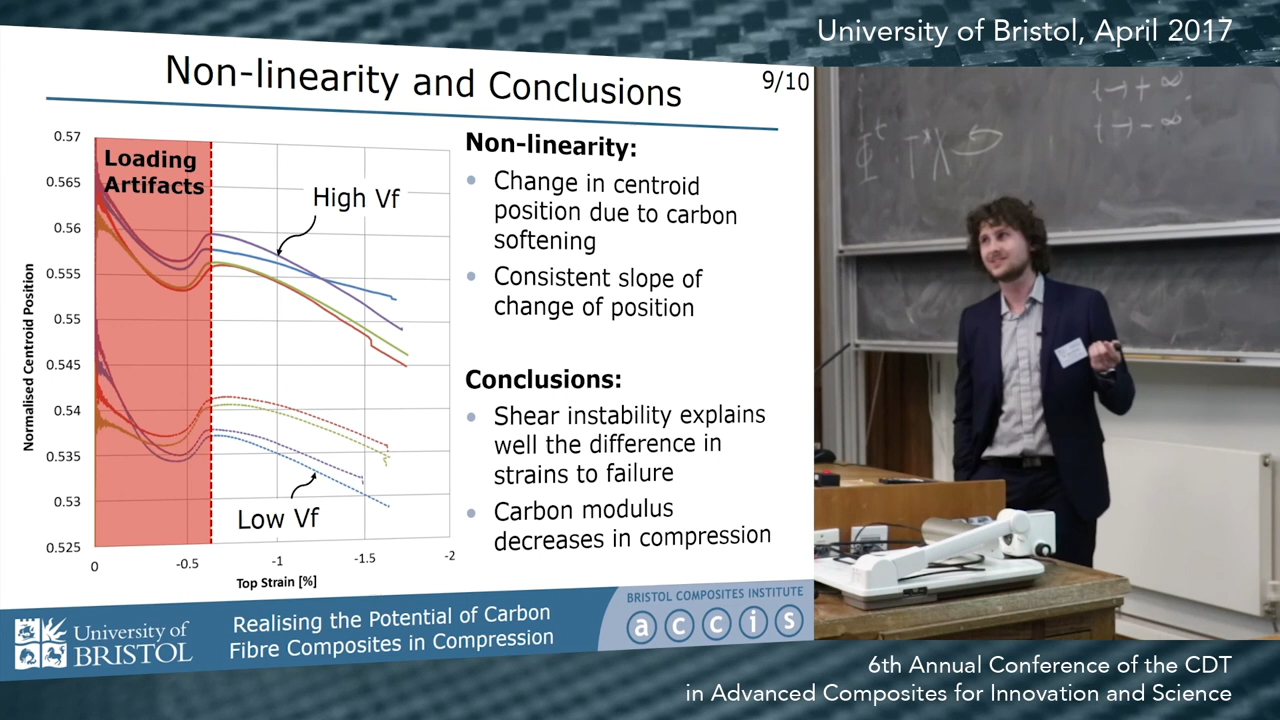 University of Bristol, April 2017
Non-linearity and Conclusions
9/10
0.57
0.565
0.56
0.555
0.55
0.545
0.54
0.535
0.53
0.525
Normalised Centroid Position
Loading
Artifacts
High Vf
Low Vf
0
-0.5
-1
-1.5
-2
Top Strain [%]
Non-linearity:
• Change in centroid
position due to carbon
softening
• Consistent slope of
change of position
Conclusions:
• Shear instability explains
well the difference in
strains to failure
• Carbon modulus
decreases in compression
t → + ∞
t → - ∞
University of
BRISTOL
Realising the Potential of Carbon
Fibre Composites in Compression
BRISTOL COMPOSITES INSTITUTE
a c c i s
6th Annual Conference of the CDT
in Advanced Composites for Innovation and Science